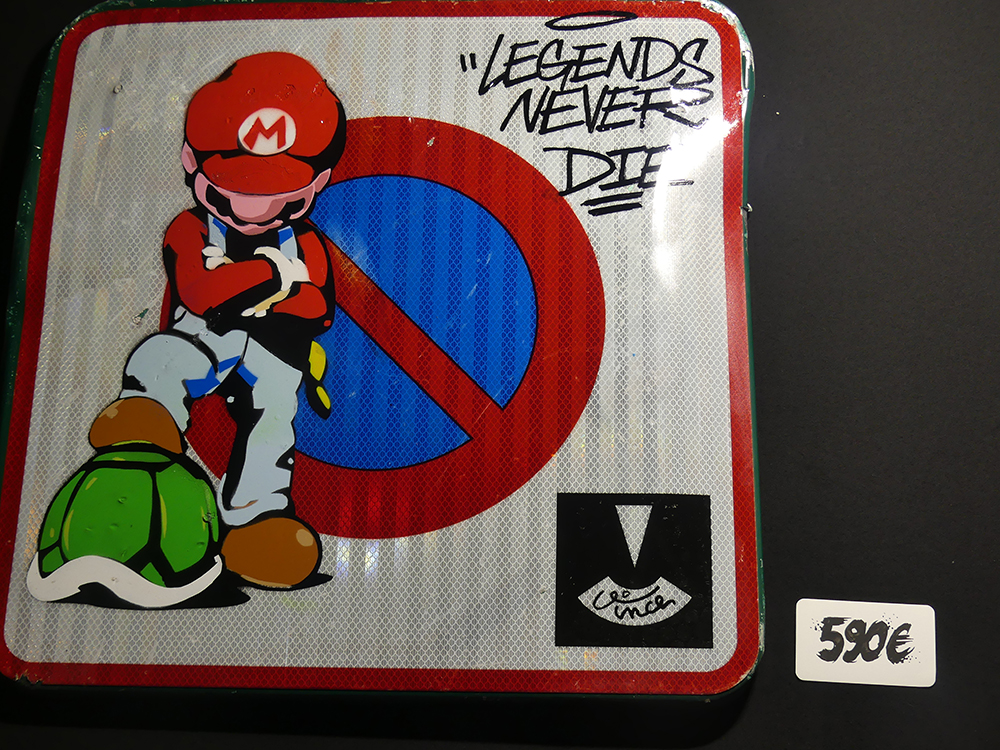 "LEGENDS
NEVER
DIE
M
590€